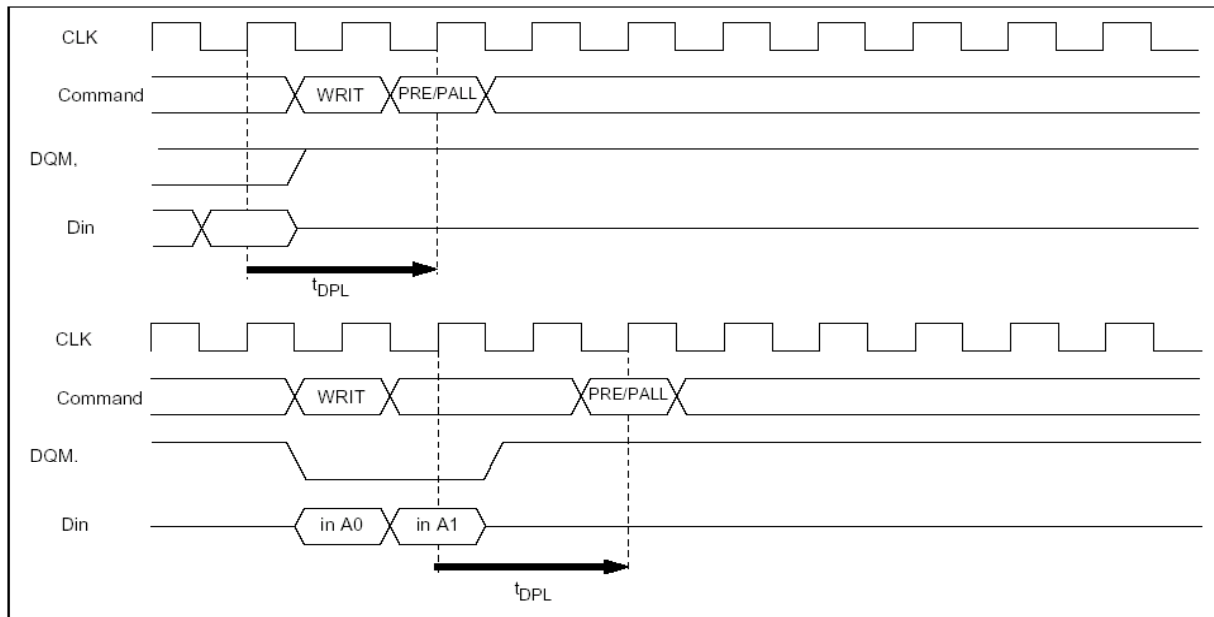 CLK
Command WRIT PRE/PALL
DQM,
Din
tDPL
CLK
Command WRIT PRE/PALL
DQM.
Din in A0 in A1
tDPL